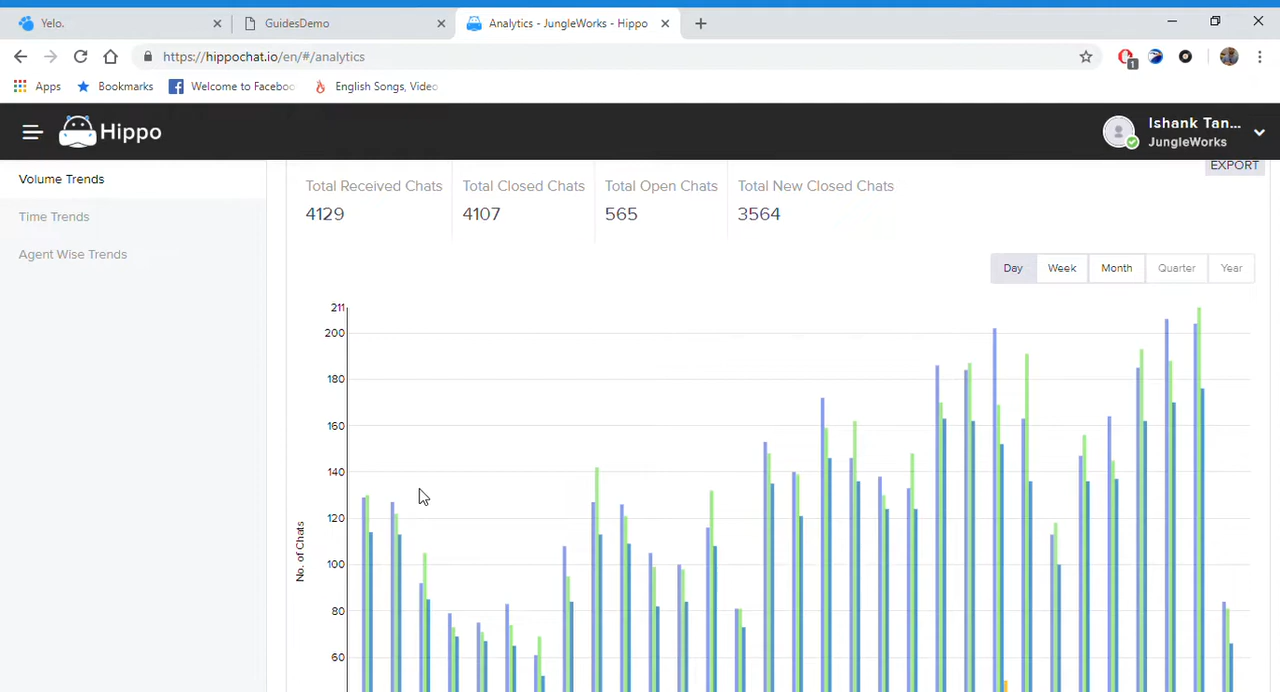 Yelo.
GuidesDemo
Analytics - JungleWorks - Hippo
https://hippochat.io/en/#/analytics
1
Apps
Bookmarks
Welcome to Faceboo
English Songs, Video
Hippo
Ishank Tan...
JungleWorks
Volume Trends
Time Trends
Agent Wise Trends
EXPORT
Total Received Chats
4129
Total Closed Chats
4107
Total Open Chats
565
Total New Closed Chats
3564
Day
Week
Month
Quarter
Year
No. of Chats
211
200
180
160
140
120
100
80
60